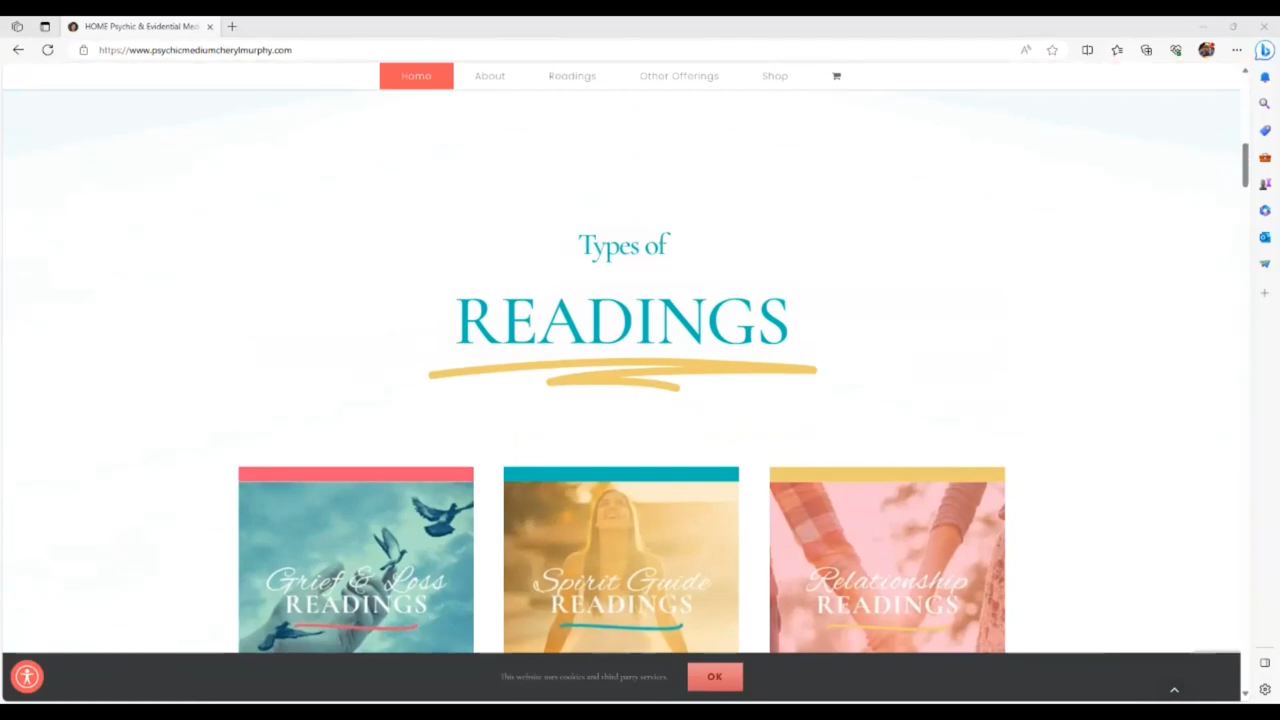 HOME Psychic & Evidential Med
https://www.psychicmediumcherylmurphy.com
Home About Readings Other Offerings Shop
Types of
READINGS
Grief & Loss
READINGS
Spirit Guide
READINGS
Relationship
READINGS
This website uses cookies and third party services.
OK